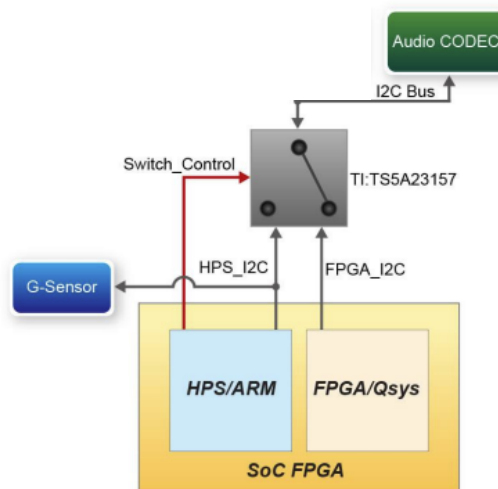 Audio CODEC
I2C Bus
Switch_Control
TI:TS5A23157
HPS_I2C
FPGA_I2C
G-Sensor
HPS/ARM
FPGA/Qsys
SoC FPGA